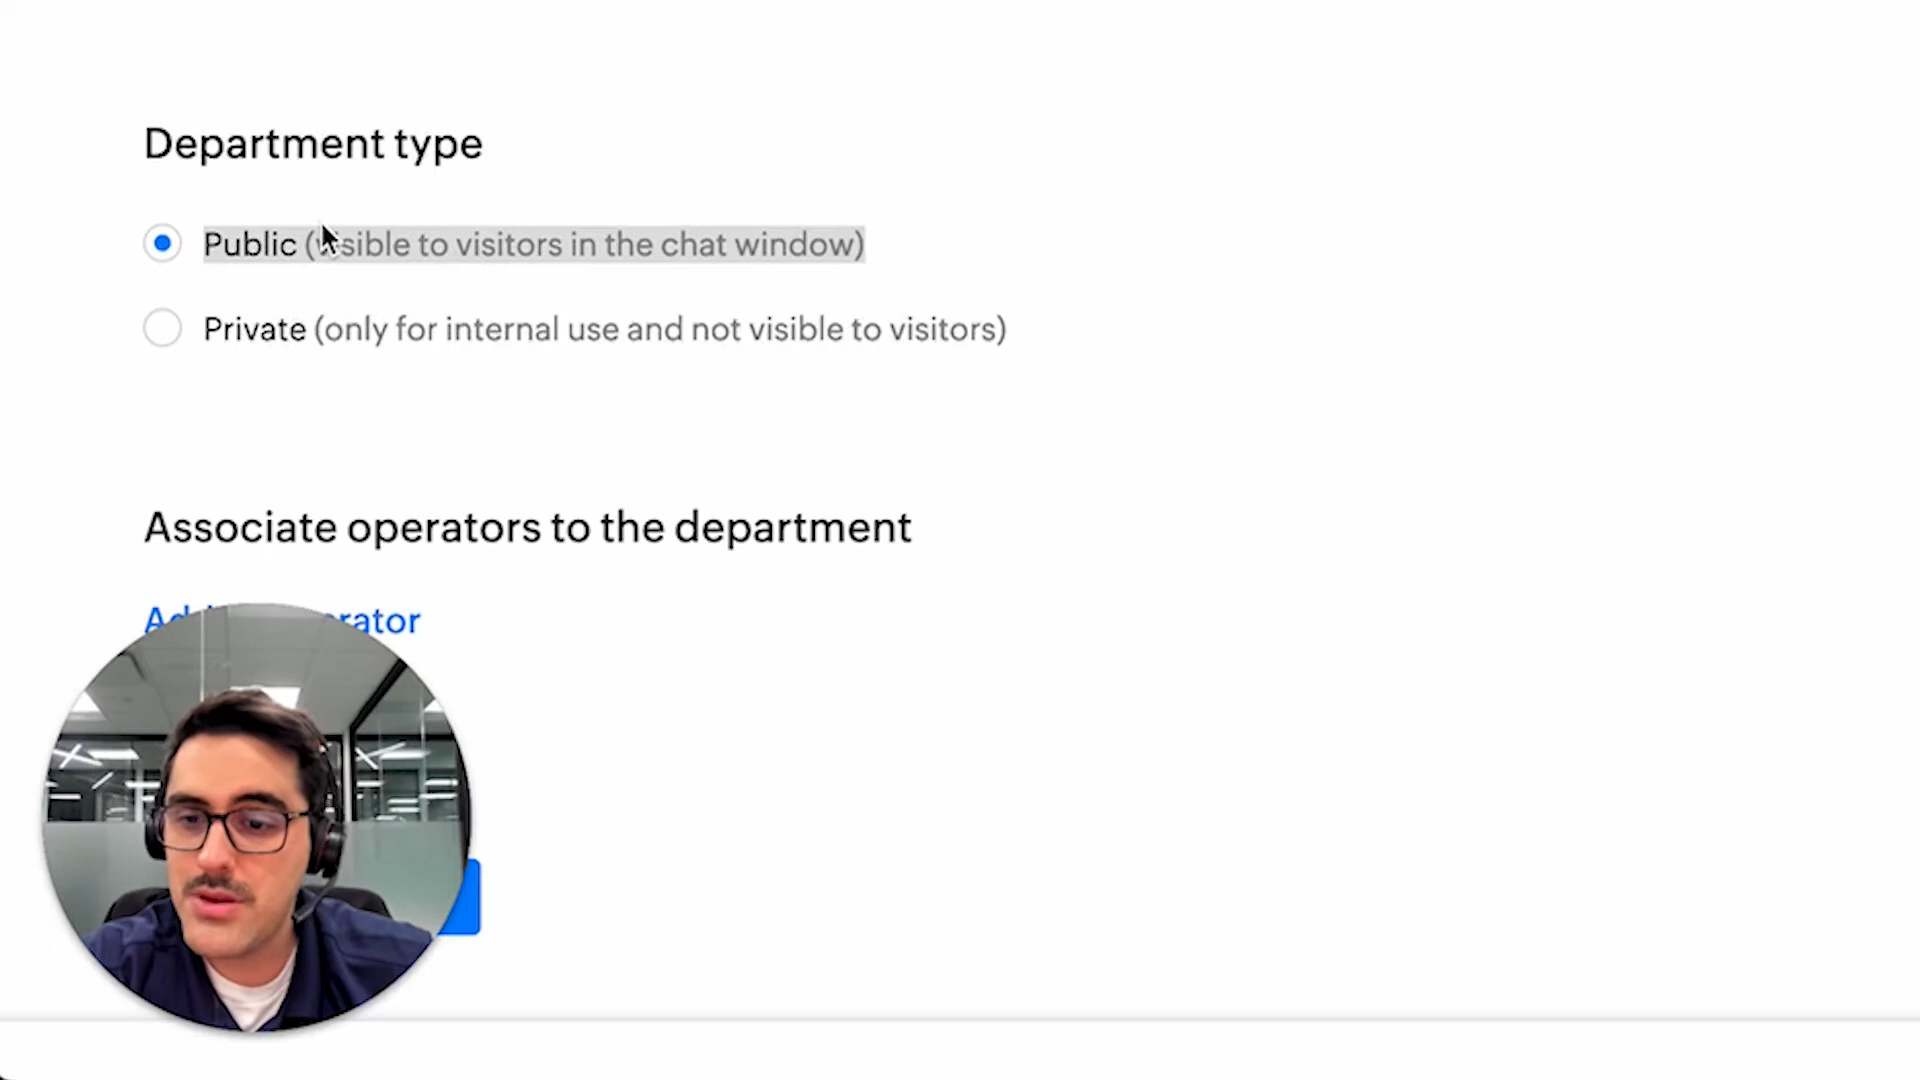 Department type
Public (visible to visitors in the chat window)
Private (only for internal use and not visible to visitors)
Associate operators to the department